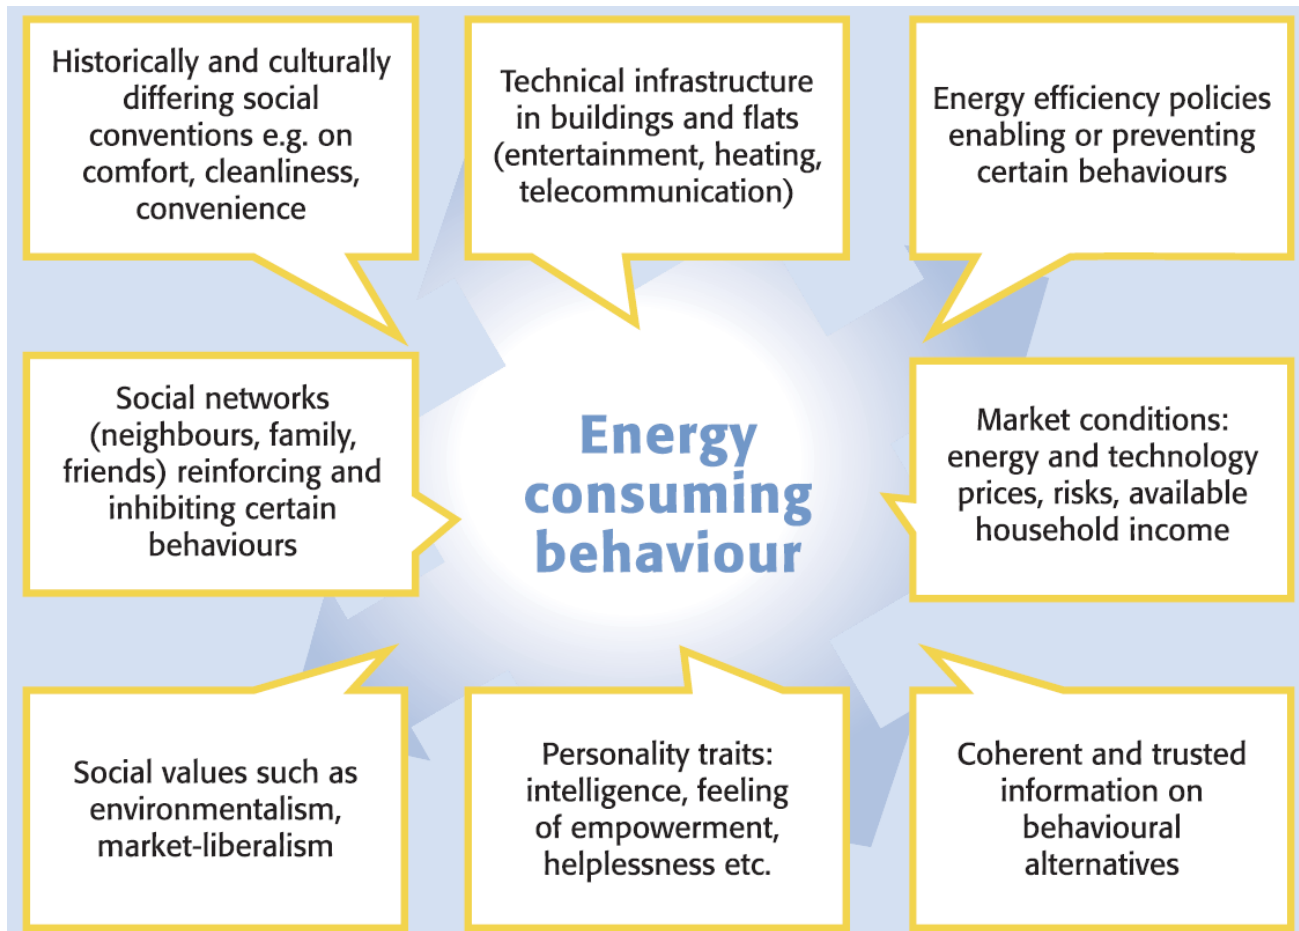 Historically and culturally
differing social
conventions e.g. on
comfort, cleanliness,
convenience
Technical infrastructure
in buildings and flats
(entertainment, heating,
telecommunication)
Energy efficiency policies
enabling or preventing
certain behaviours
Social networks
(neighbours, family,
friends) reinforcing and
inhibiting certain
behaviours
Energy
consuming
behaviour
Market conditions:
energy and technology
prices, risks, available
household income
Social values such as
environmentalism,
market-liberalism
Personality traits:
intelligence, feeling
of empowerment,
helplessness etc.
Coherent and trusted
information on
behavioural
alternatives